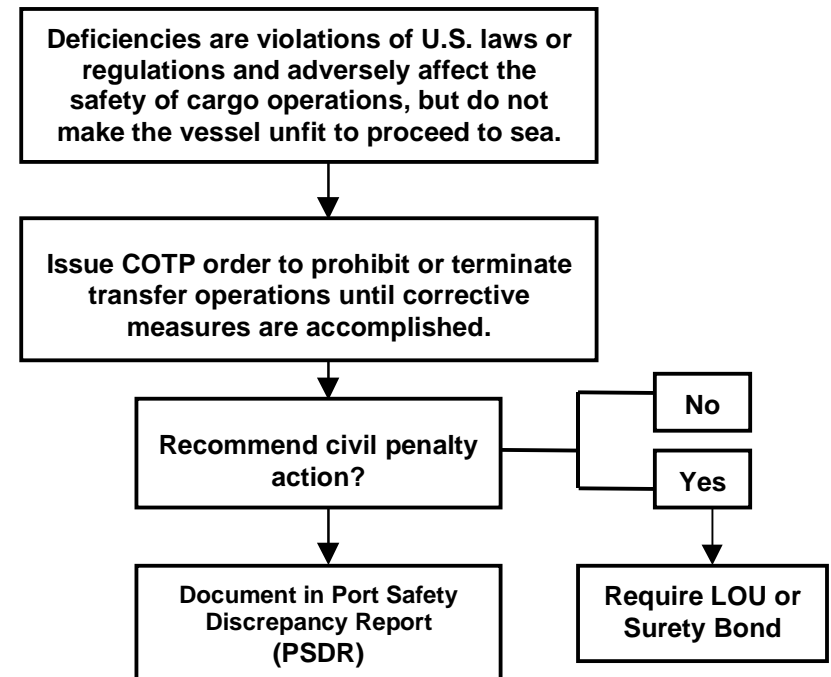 Deficiencies are violations of U.S. laws or
regulations and adversely affect the
safety of cargo operations, but do not
make the vessel unfit to proceed to sea.
Issue COTP order to prohibit or terminate
transfer operations until corrective
measures are accomplished.
Recommend civil penalty
action?
No
Yes
Document in Port Safety
Discrepancy Report
(PSDR)
Require LOU or
Surety Bond